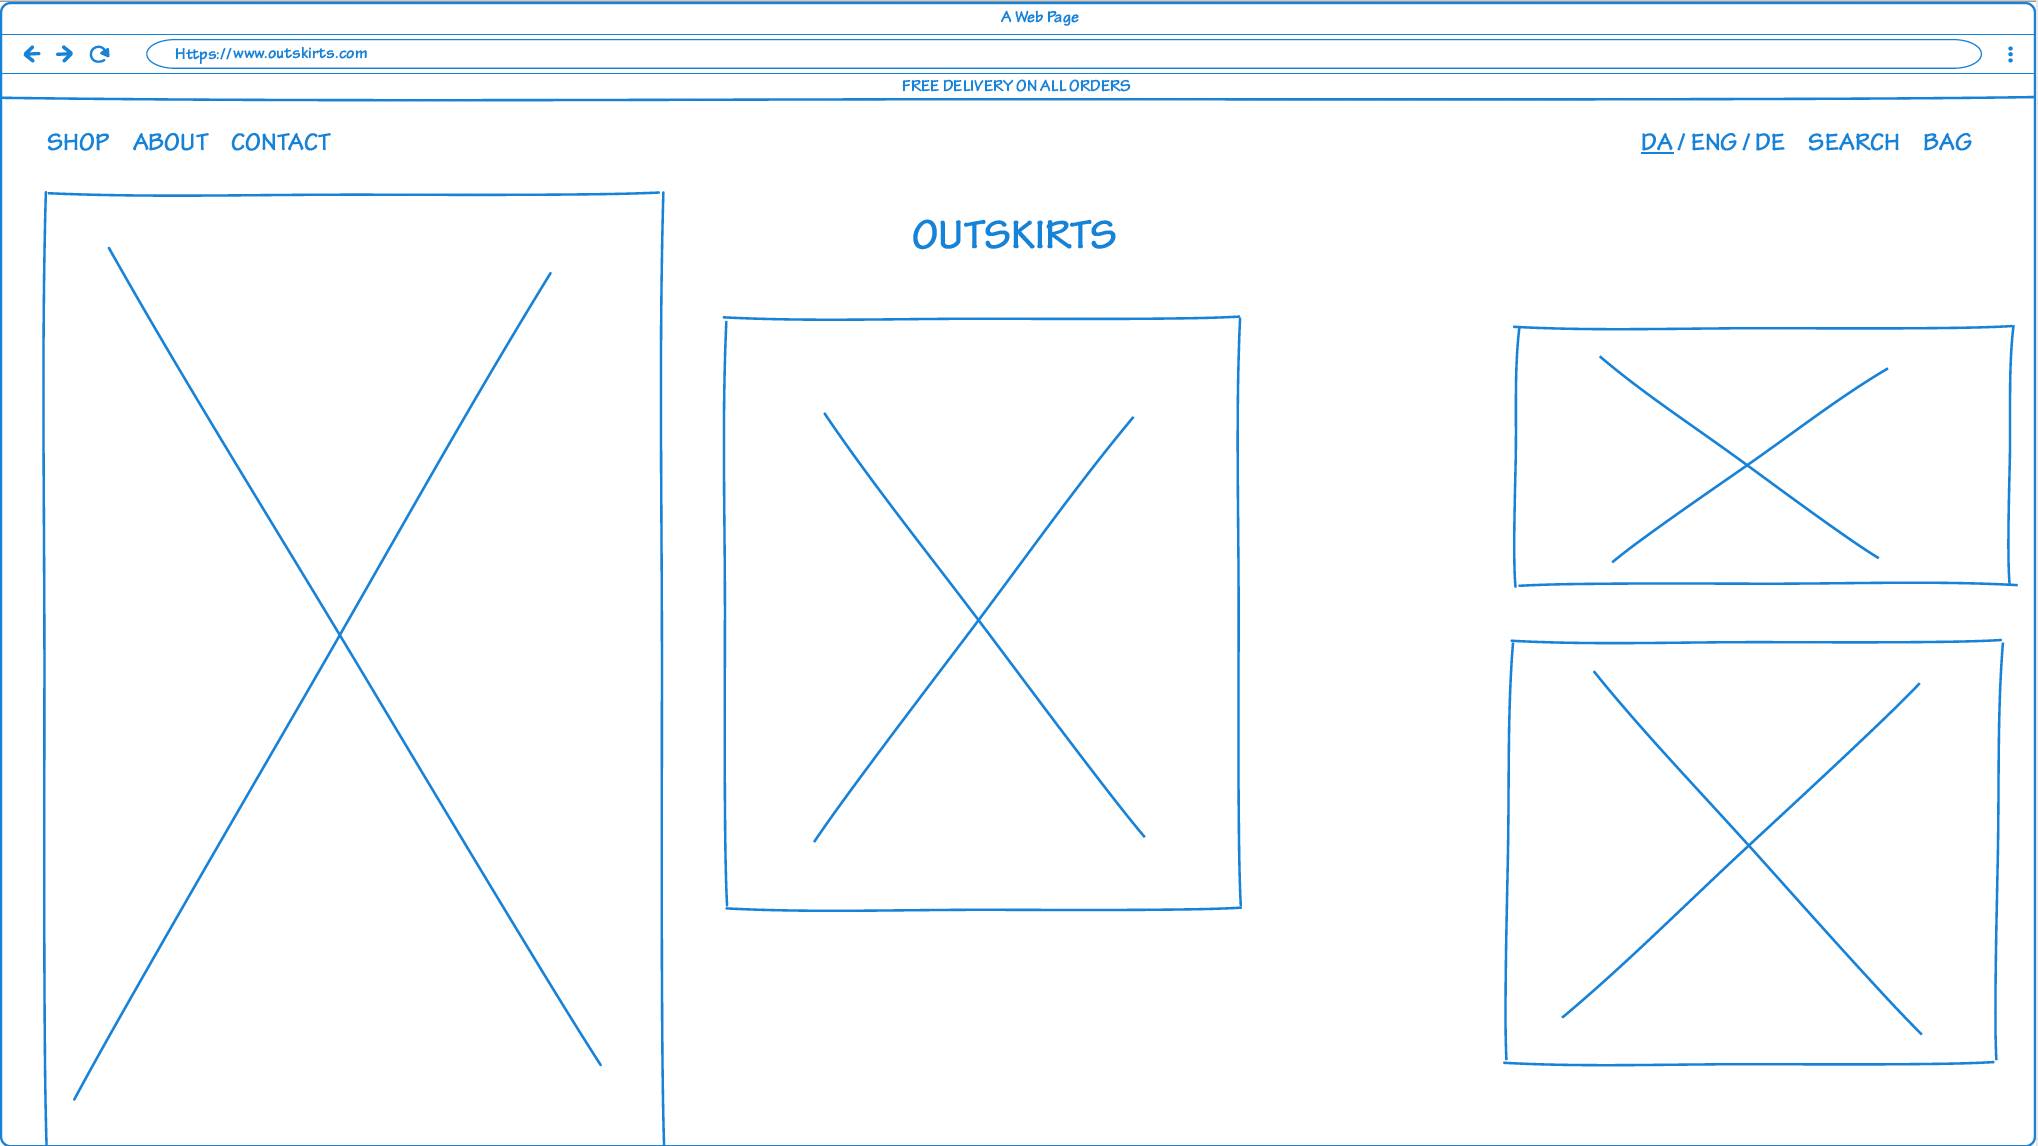 A Web Page
Https://www.outskirts.com
FREE DELIVERY ON ALL ORDERS
SHOP ABOUT CONTACT DA / ENG / DE SEARCH BAG
OUTSKIRTS